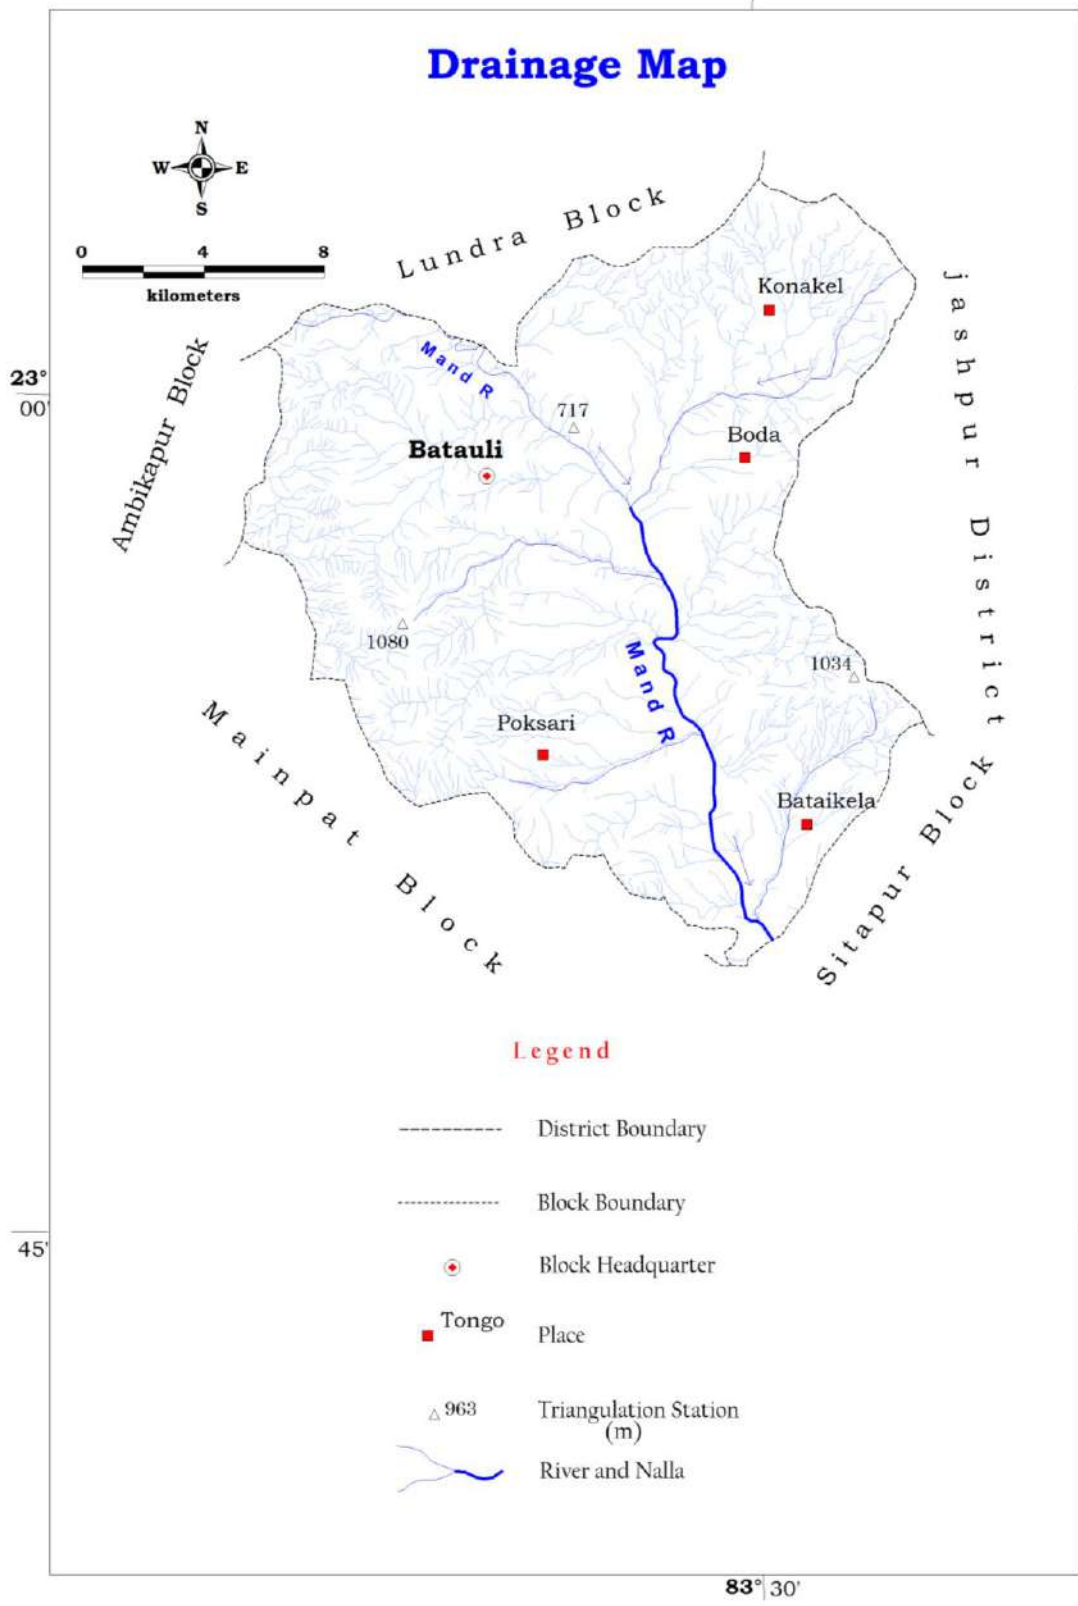 Drainage Map
N
W E
S
0 4 8
kilometers
Lundra Block
Konakel
jashpur District
Mand R
Ambikapur Block
23°
00'
717
Boda
Batauli
1080
Mand R
1034
Mainpat Block
Poksari
Bataikela
Sitapur Block
Legend
District Boundary
Block Boundary
Block Headquarter
45'
Tongo
Place
963
Triangulation Station
(m)
River and Nalla
83° 30'